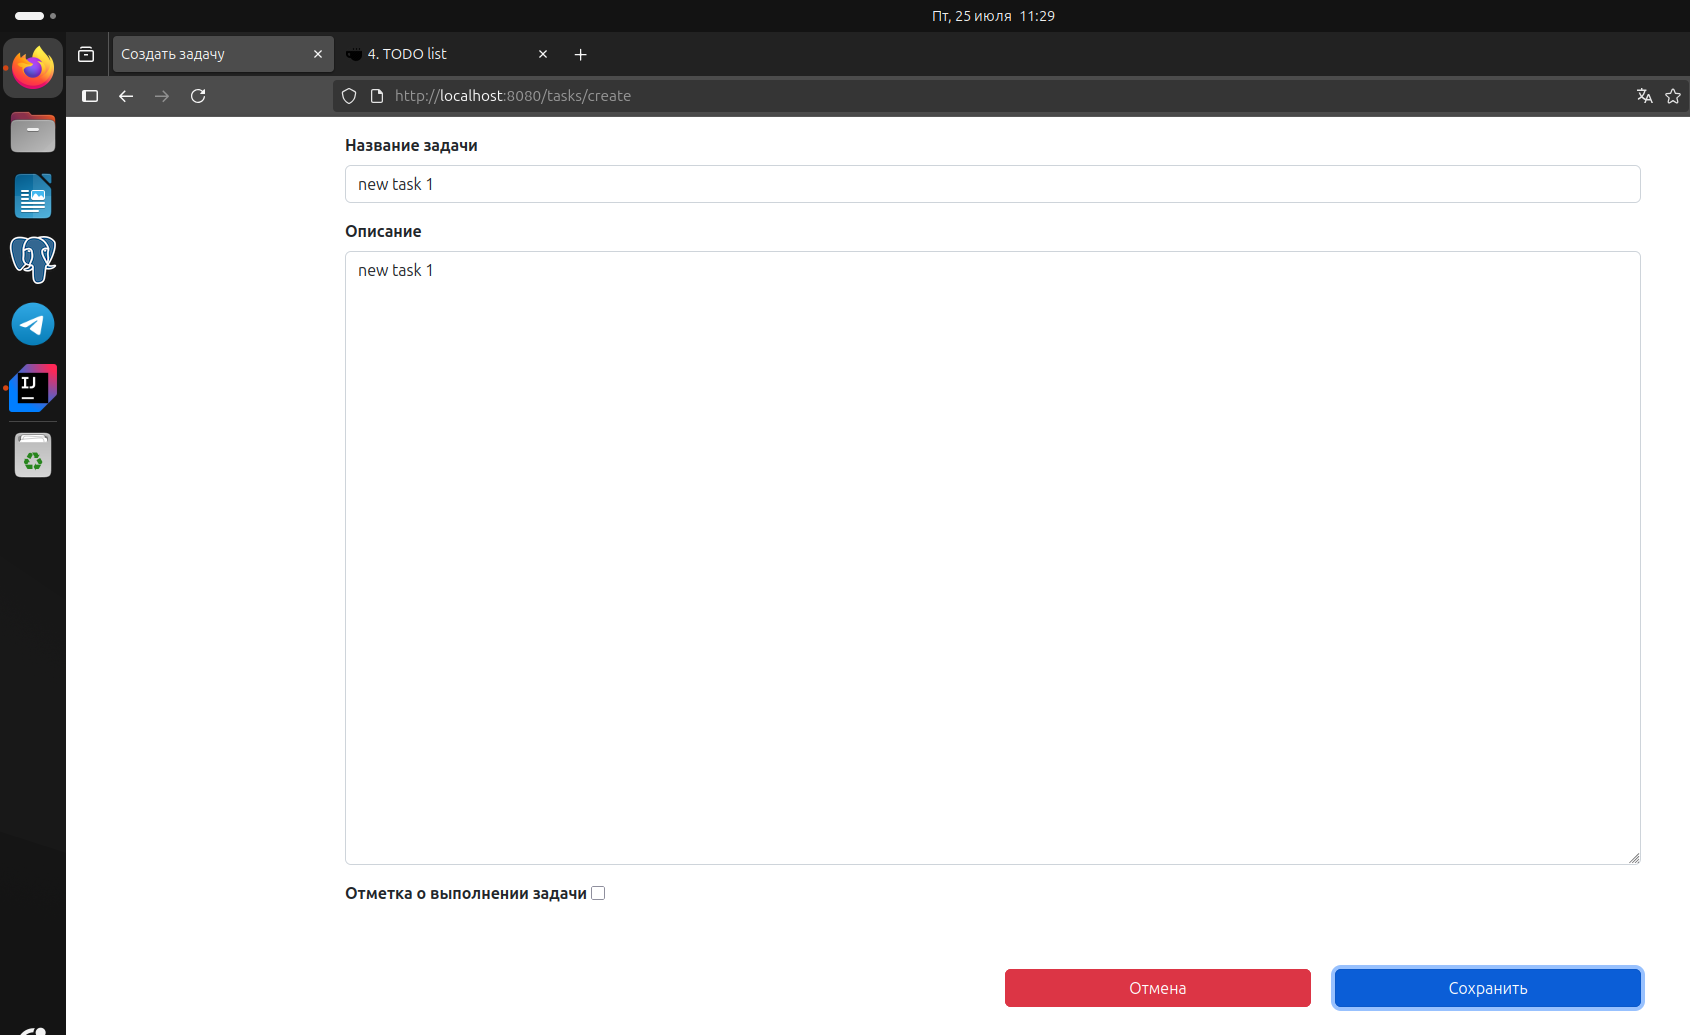 Пт, 25 июля 11:29
Создать задачу
4. TODO list
http://localhost:8080/tasks/create
Название задачи
new task 1
Описание
new task 1
IJ
Отметка о выполнении задачи
Отмена
Сохранить